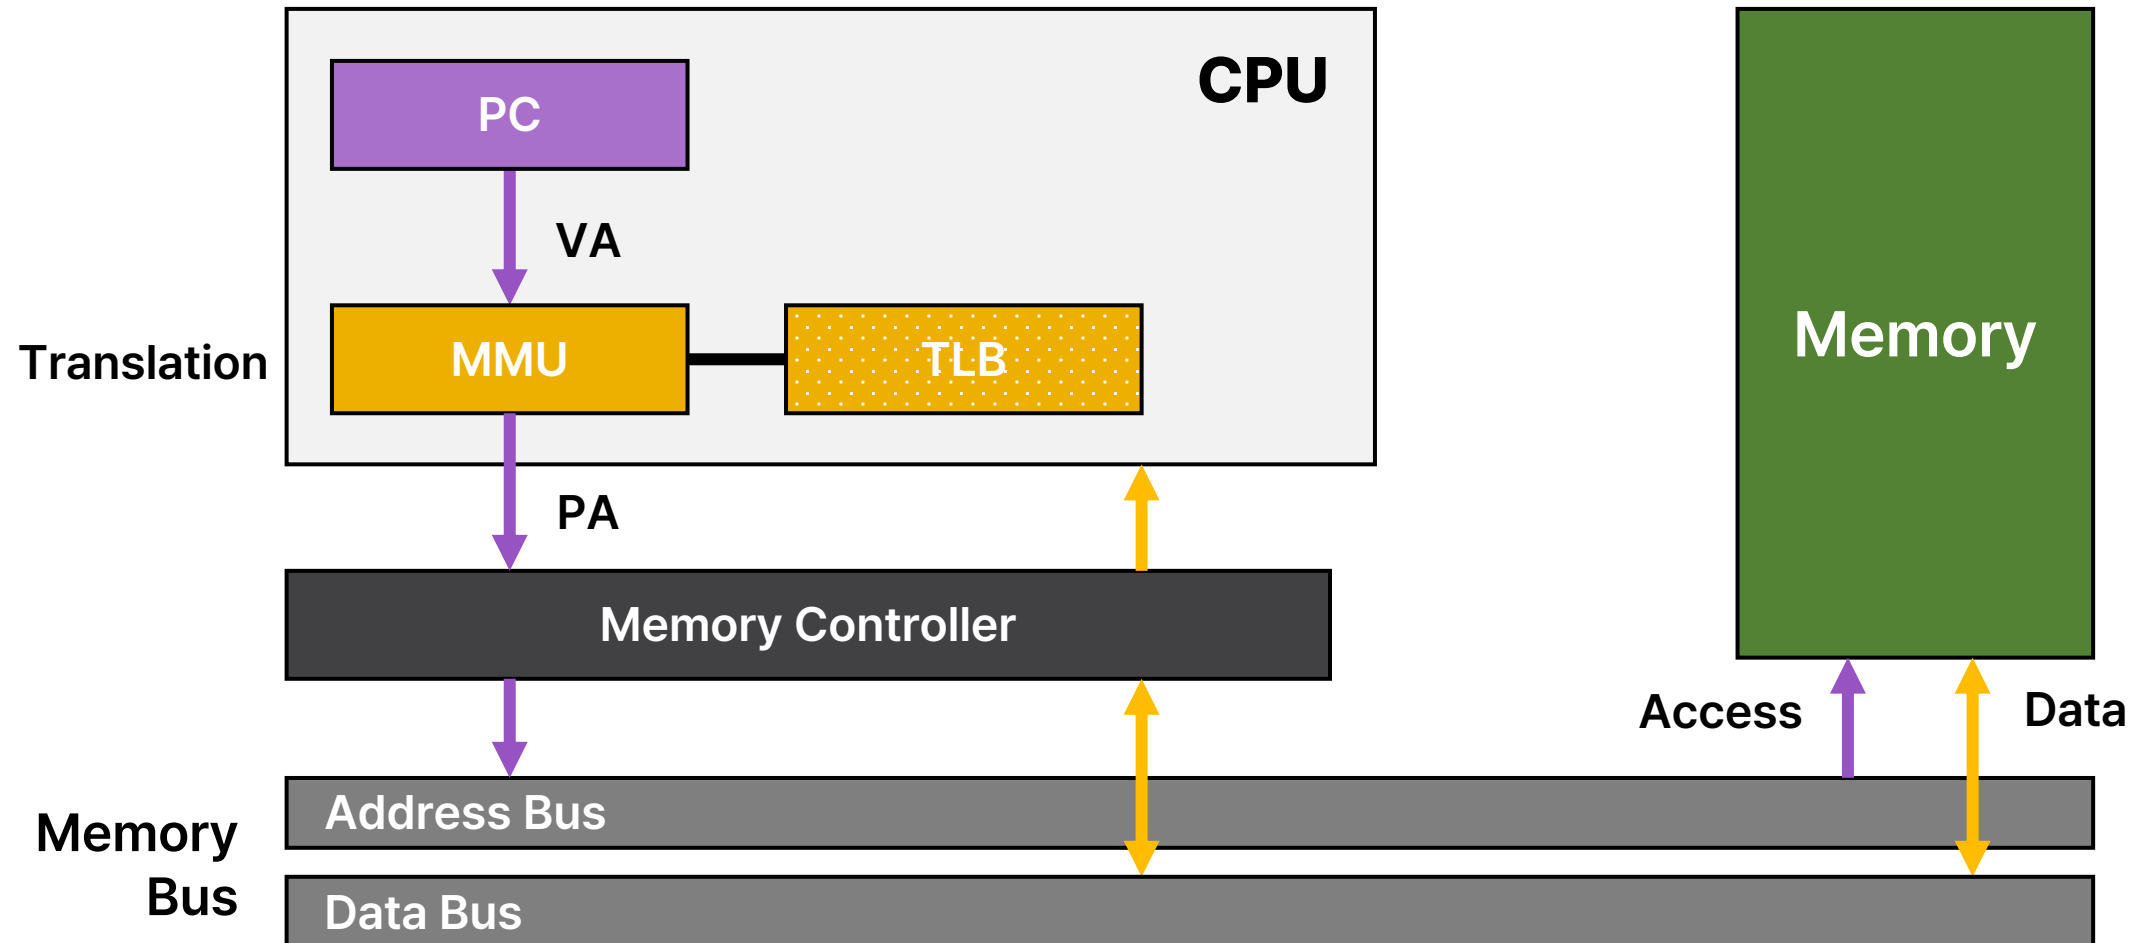 CPU
PC
VA
Translation
MMU
TLB
Memory
PA
Memory Controller
Access
Data
Memory
Bus
Address Bus
Data Bus